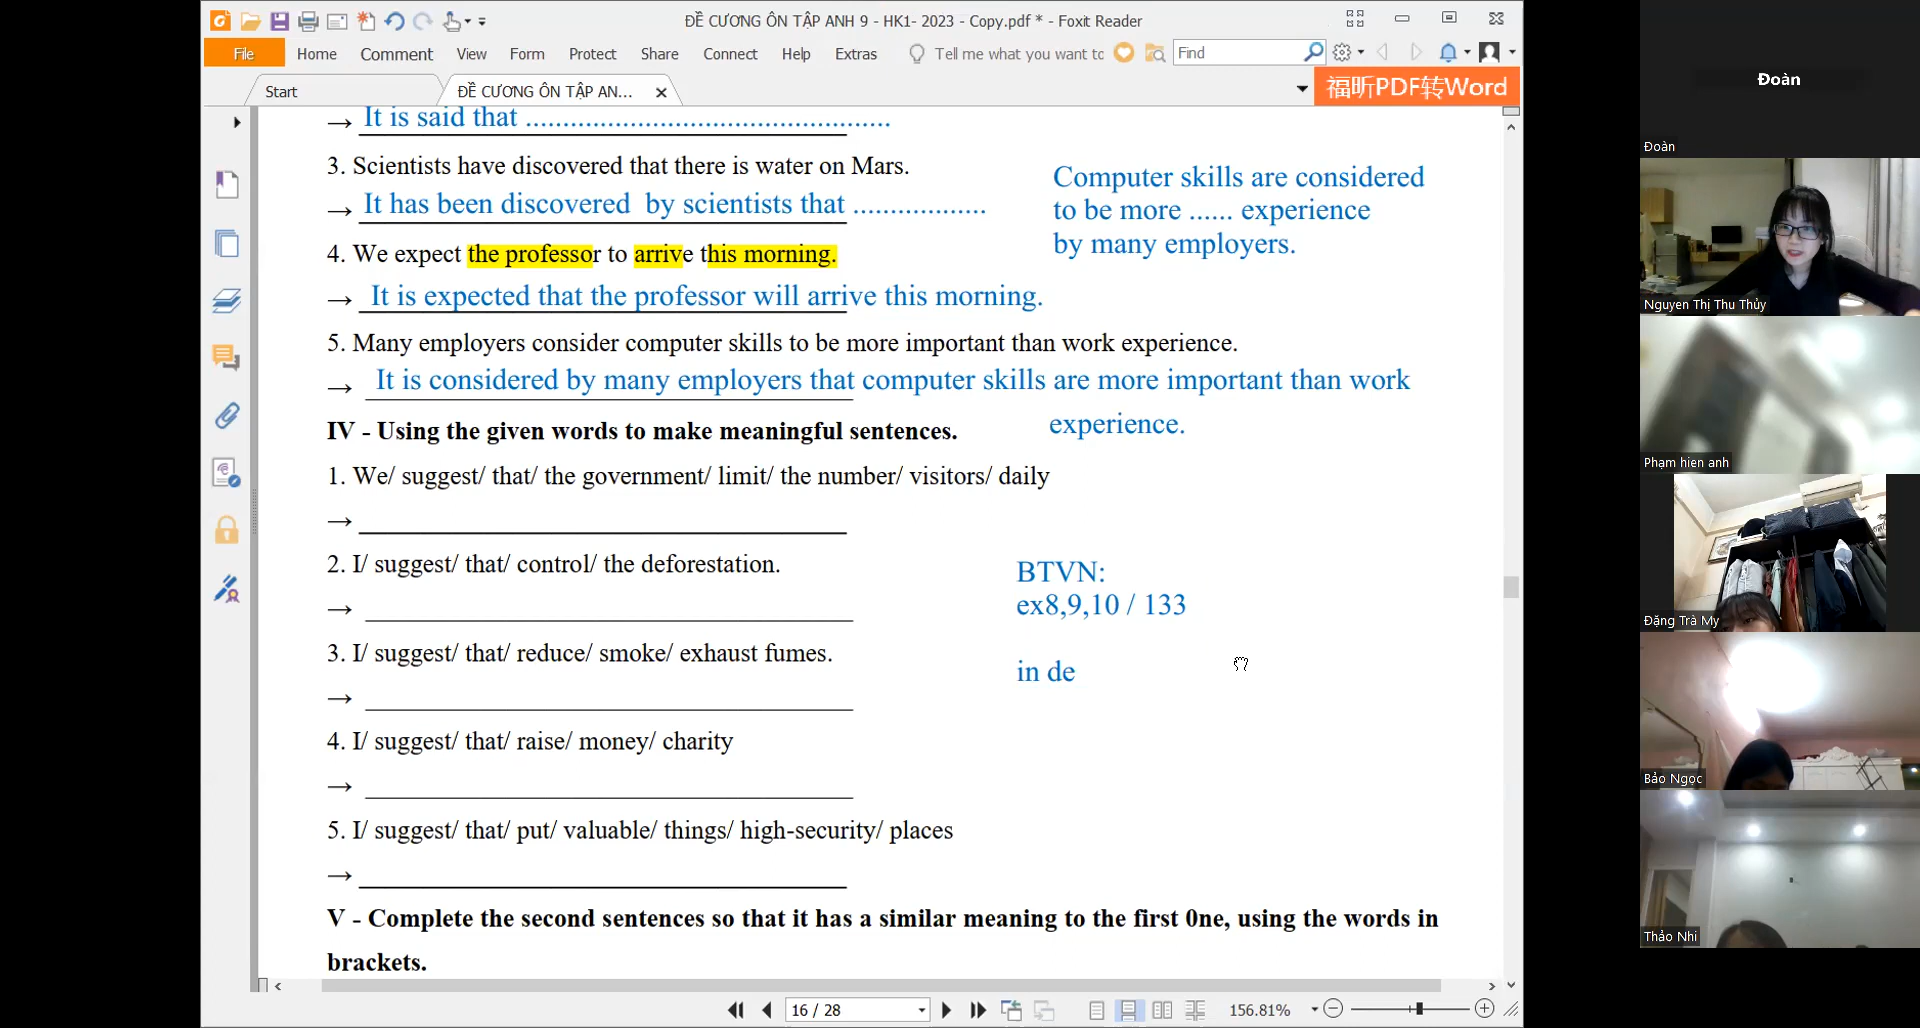 ĐỀ CƯƠNG ÔN TẬP ANH 9 - HK1- 2023 - Copy.pdf * - Foxit Reader
File Home Comment View Form Protect Share Connect Help Extras Tell me what you want to Find
Start ĐỀ CƯƠNG ÔN TẬP AN... 福昕PDF转Word
→ It is said that .................................................
3. Scientists have discovered that there is water on Mars.
→ It has been discovered by scientists that ..................
Computer skills are considered
to be more ...... experience
by many employers.
4. We expect the professor to arrive this morning.
→ It is expected that the professor will arrive this morning.
5. Many employers consider computer skills to be more important than work experience.
→ It is considered by many employers that computer skills are more important than work
experience.
IV - Using the given words to make meaningful sentences.
1. We/ suggest/ that/ the government/ limit/ the number/ visitors/ daily
→
2. I/ suggest/ that/ control/ the deforestation.
→
BTVN:
ex8,9,10 / 133
in de
3. I/ suggest/ that/ reduce/ smoke/ exhaust fumes.
→
4. I/ suggest/ that/ raise/ money/ charity
→
5. I/ suggest/ that/ put/ valuable/ things/ high-security/ places
→
V - Complete the second sentences so that it has a similar meaning to the first 0ne, using the words in
brackets.
16 / 28 156.81%
Đoàn
Đoàn
Nguyen Thị Thu Thủy
Phạm hien anh
Đặng Trà My
Bảo Ngọc
Thảo Nhi